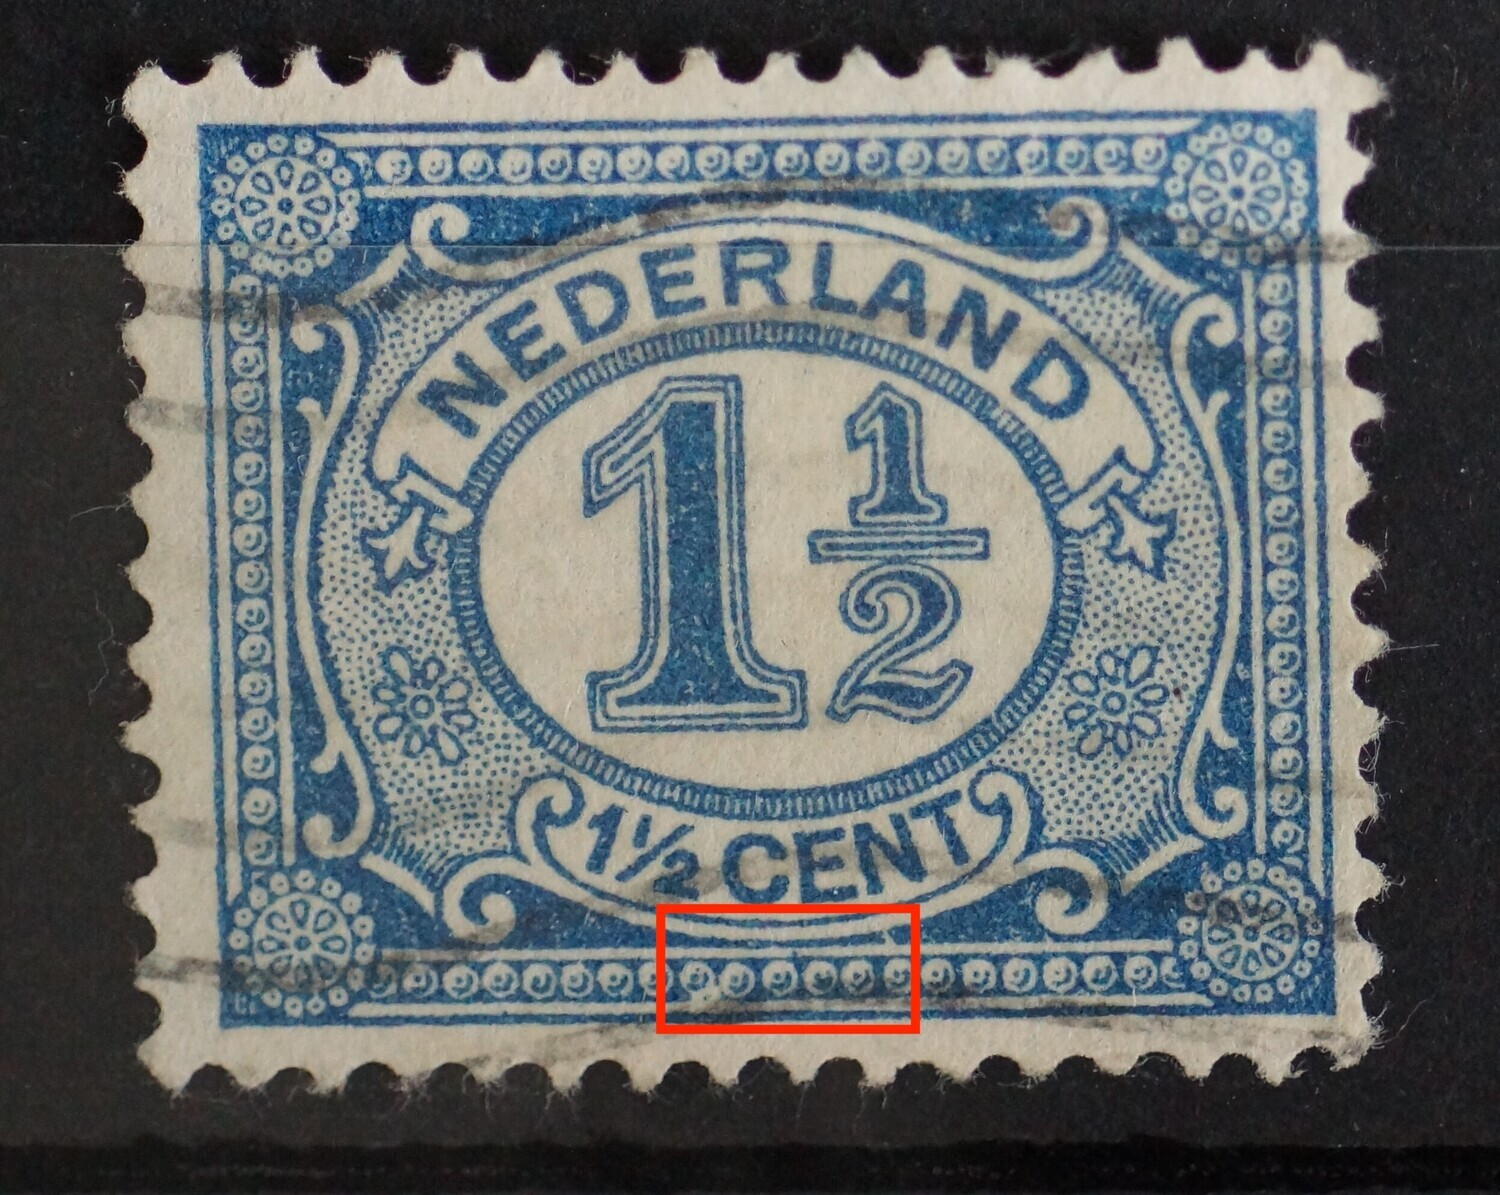 NEDERLAND
1 1/2
1½ CENT